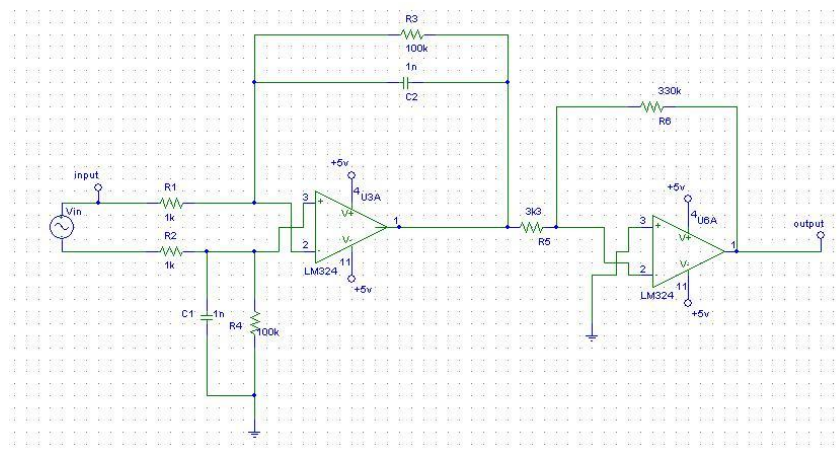 R3
100k
1n
C2
330k
R6
+5v
input
R1
4
U3A
+5v
Vin
3
+
V+
1
3k3
3
+
4
U6A
output
1k
R2
V-
R5
V+
1
2
-
11
V-
1k
LM324
+5v
2
-
11
LM324
+5v
C1
1n
R4
100k